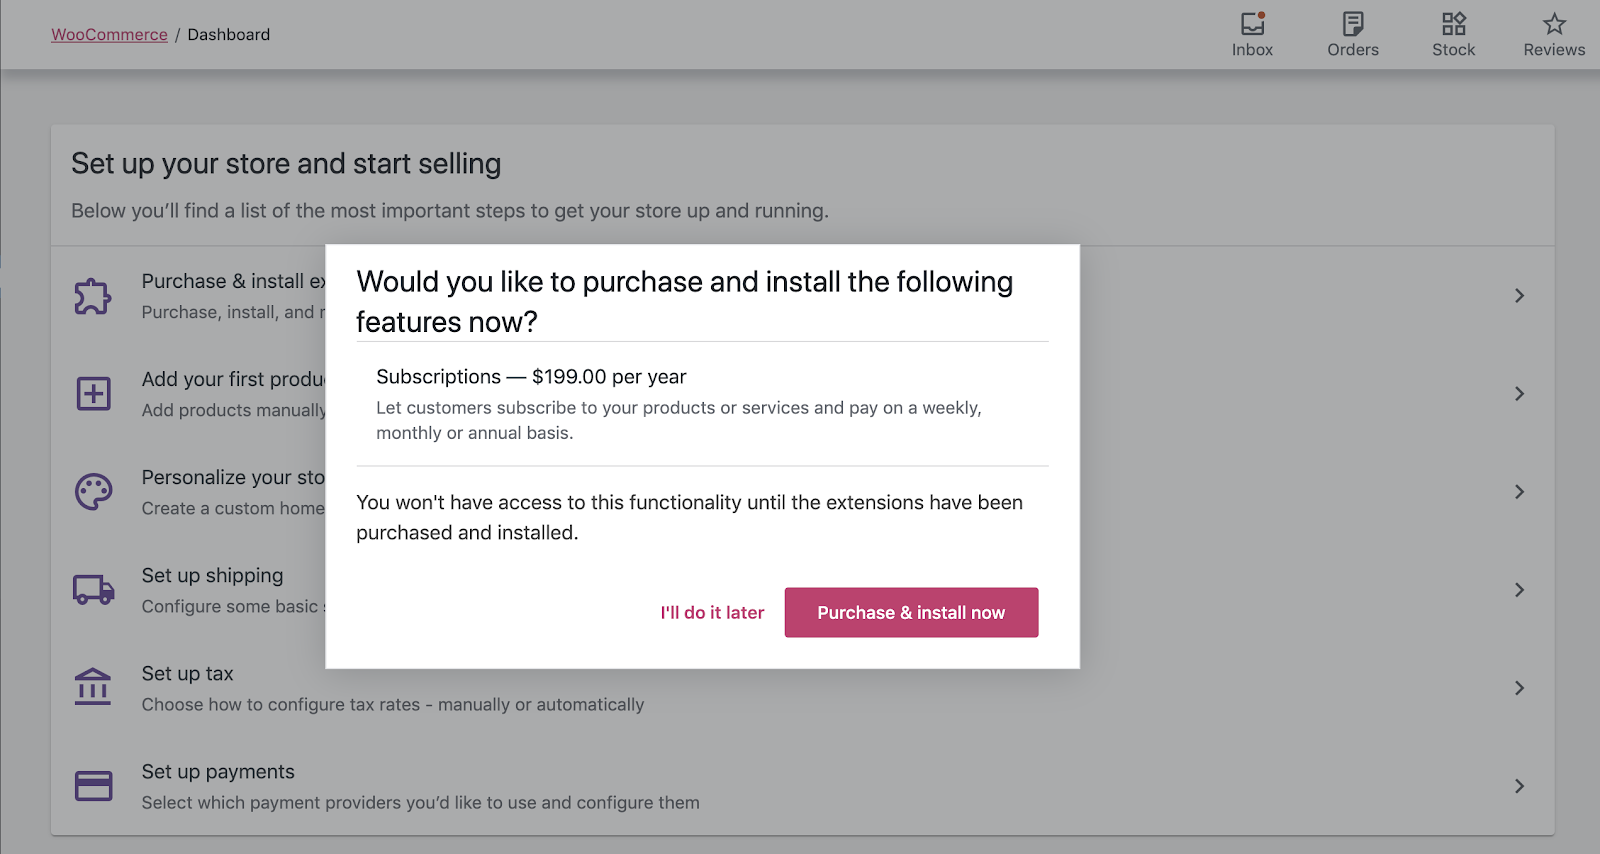 WooCommerce / Dashboard
Inbox
Orders
Stock
Reviews
Set up your store and start selling
Below you’ll find a list of the most important steps to get your store up and running.
Purchase & install
Purchase, install, and
Add your first
Add products manually
Personalize your
Create a custom
Set up shipping
Configure some basic
Set up tax
Choose how to configure tax rates - manually or automatically
Set up payments
Select which payment providers you’d like to use and configure them
Would you like to purchase and install the following
features now?
Subscriptions — $199.00 per year
Let customers subscribe to your products or services and pay on a weekly,
monthly or annual basis.
You won't have access to this functionality until the extensions have been
purchased and installed.
I'll do it later
Purchase & install now